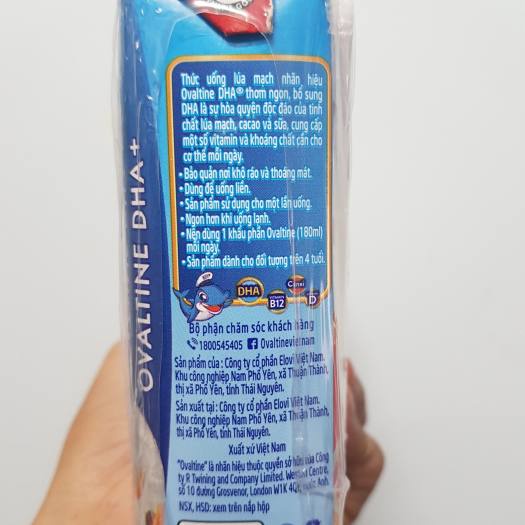 OVALTINE DHA+
Thức uống lúa mạch nhãn hiệu
Ovaltine DHA® thơm ngon, bổ sung
DHA là sự hòa quyện độc đáo của tinh
chất lúa mạch, cacao và sữa, cung cấp
một số vitamin và khoáng chất cần cho
cơ thể mỗi ngày.
• Bảo quản nơi khô ráo và thoáng mát.
• Dùng để uống liền.
• Sản phẩm sử dụng cho một lần uống.
• Ngon hơn khi uống lạnh.
• Nên dùng 1 khẩu phần Ovaltine (180ml)
mỗi ngày.
• Sản phẩm dành cho đối tượng trên 4 tuổi.
DHA
Canxi
VITAMIN
B12
D
Bộ phận chăm sóc khách hàng
1800545405 Ovaltinevietnam
Sản phẩm của : Công ty cổ phần Elovi Việt Nam.
Khu công nghiệp Nam Phổ Yên, xã Thuận Thành,
thị xã Phổ Yên, tỉnh Thái Nguyên.
Sản xuất tại : Công ty cổ phần Elovi Việt Nam.
Khu công nghiệp Nam Phổ Yên, xã Thuận Thành,
thị xã Phổ Yên, tỉnh Thái Nguyên.
Xuất xứ Việt Nam
"Ovaltine" là nhãn hiệu thuộc quyền sở hữu của Công
ty R Twining and Company Limited. Centre,
số 10 đường Grosvenor, London W1K Anh.
NSX, HSD: xem trên nắp hộp